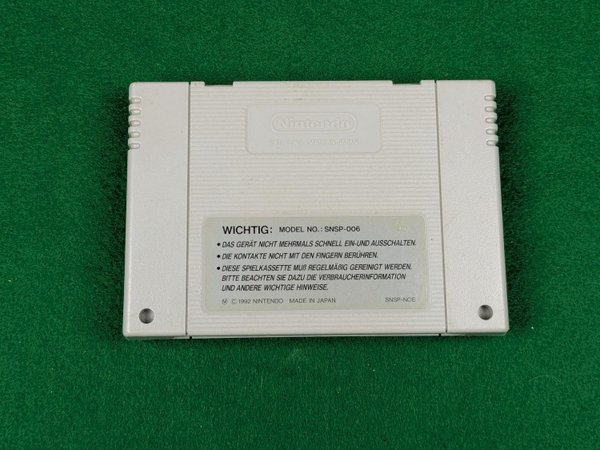 Nintendo
WICHTIG: MODEL NO.: SNSP-006
• DAS GERÄT NICHT MEHRMALS SCHNELL EIN-UND AUSSCHALTEN.
• DIE KONTAKTE NICHT MIT DEN FINGERN BERÜHREN.
• DIESE SPIELKASSETTE MUß REGELMÄßIG GEREINIGT WERDEN.
BITTE BEACHTEN SIE DAZU DIE VERBRAUCHERINFORMATION
UND ANDERE WICHTIGE HINWEISE.
Ⓜ © 1992 NINTENDO MADE IN JAPAN SNSP-NOE